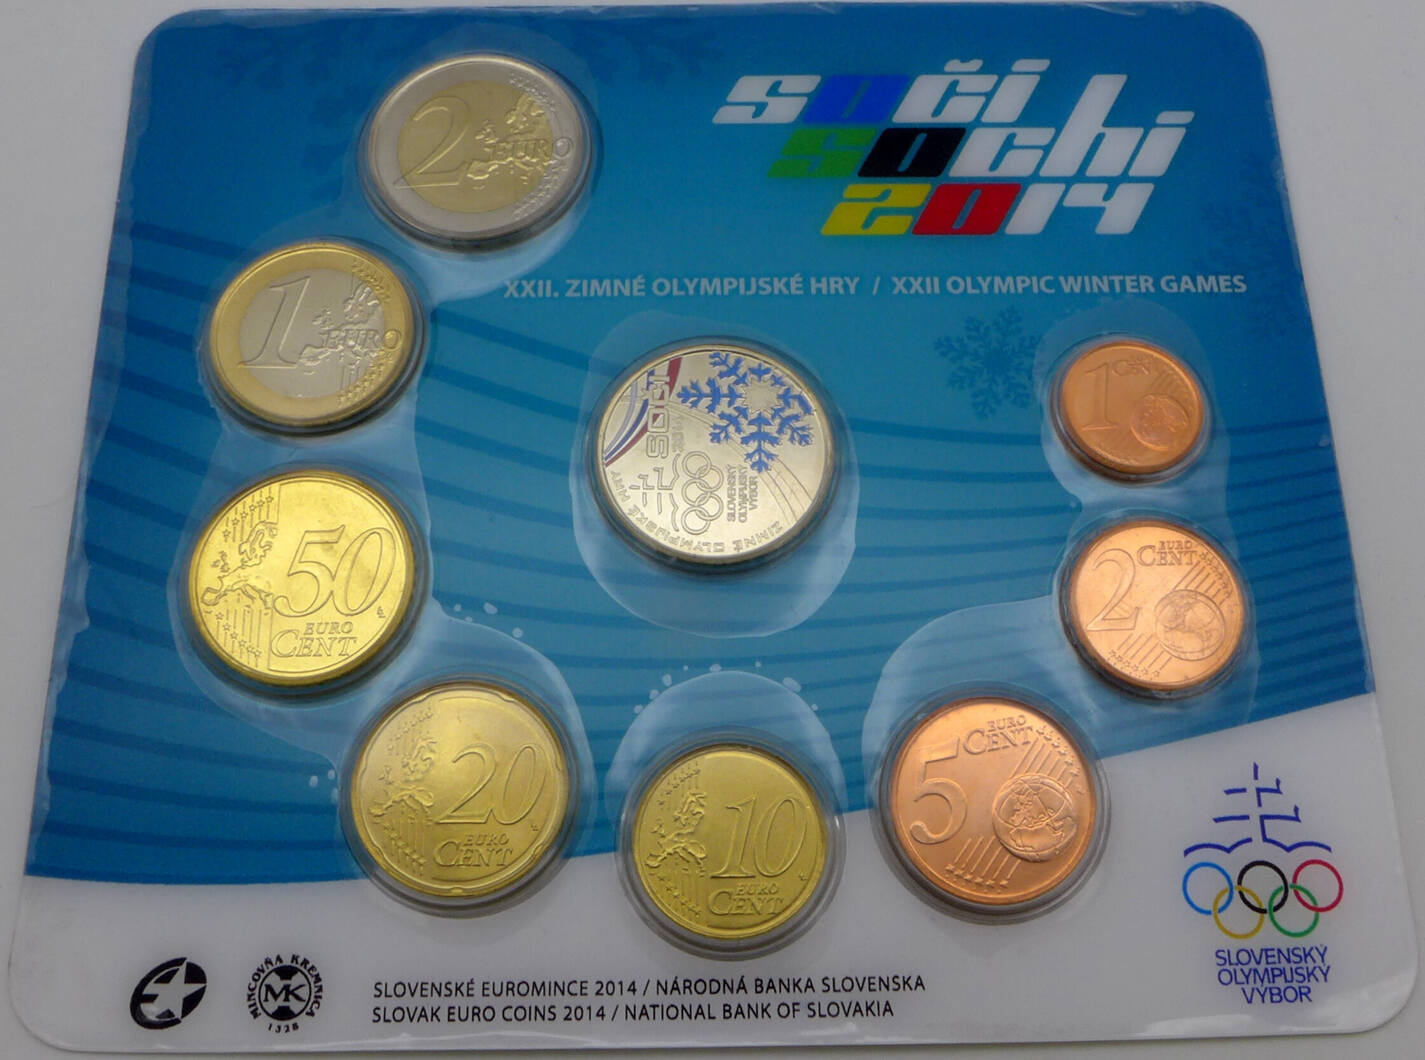 SOČI
SOCHI
2014
XXII. ZIMNÉ OLYMPIJSKÉ HRY / XXII OLYMPIC WINTER GAMES
2 EURO
1 EURO
50
EURO
CENT
20
EURO
CENT
10
EURO
CENT
5
EURO
CENT
2
EURO
CENT
1
CENT
SOČI
ZIMNÉ OLYMPIJSKÉ HRY
SLOVENSKÝ
OLYMPIJSKÝ
VÝBOR
SLOVENSKÝ
OLYMPIJSKÝ
VÝBOR
MINCOVŇA KREMNICA
MK
1328
SLOVENSKÉ EUROMINCE 2014 / NÁRODNÁ BANKA SLOVENSKA
SLOVAK EURO COINS 2014 / NATIONAL BANK OF SLOVAKIA